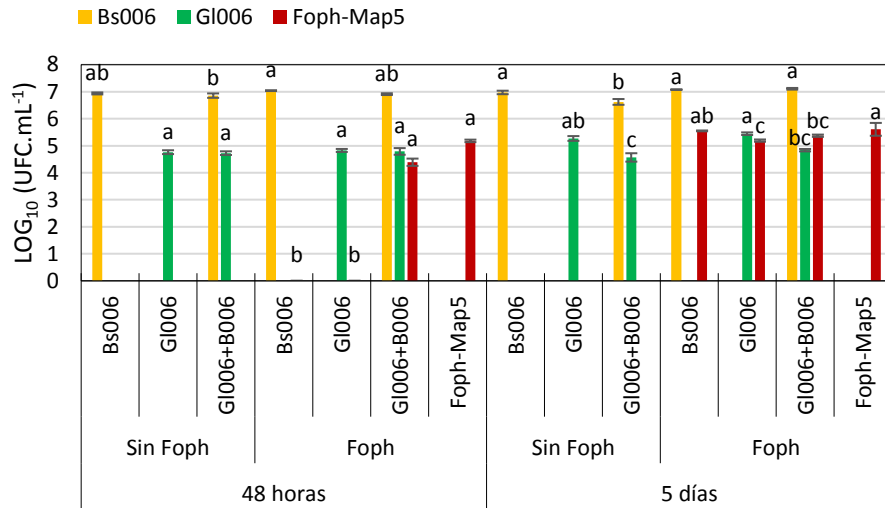 Bs006 Gl006 Foph-Map5
LOG10 (UFC.mL-1)
8
7
6
5
4
3
2
1
0
ab a b a a b a b ab a a a a ab b c a ab a c a bc bc a
Bs006 Gl006 Gl006+B006 Bs006 Gl006 Gl006+B006 Foph-Map5 Bs006 Gl006 Gl006+B006 Bs006 Gl006 Gl006+B006 Foph-Map5
Sin Foph Foph Sin Foph Foph
48 horas 5 días